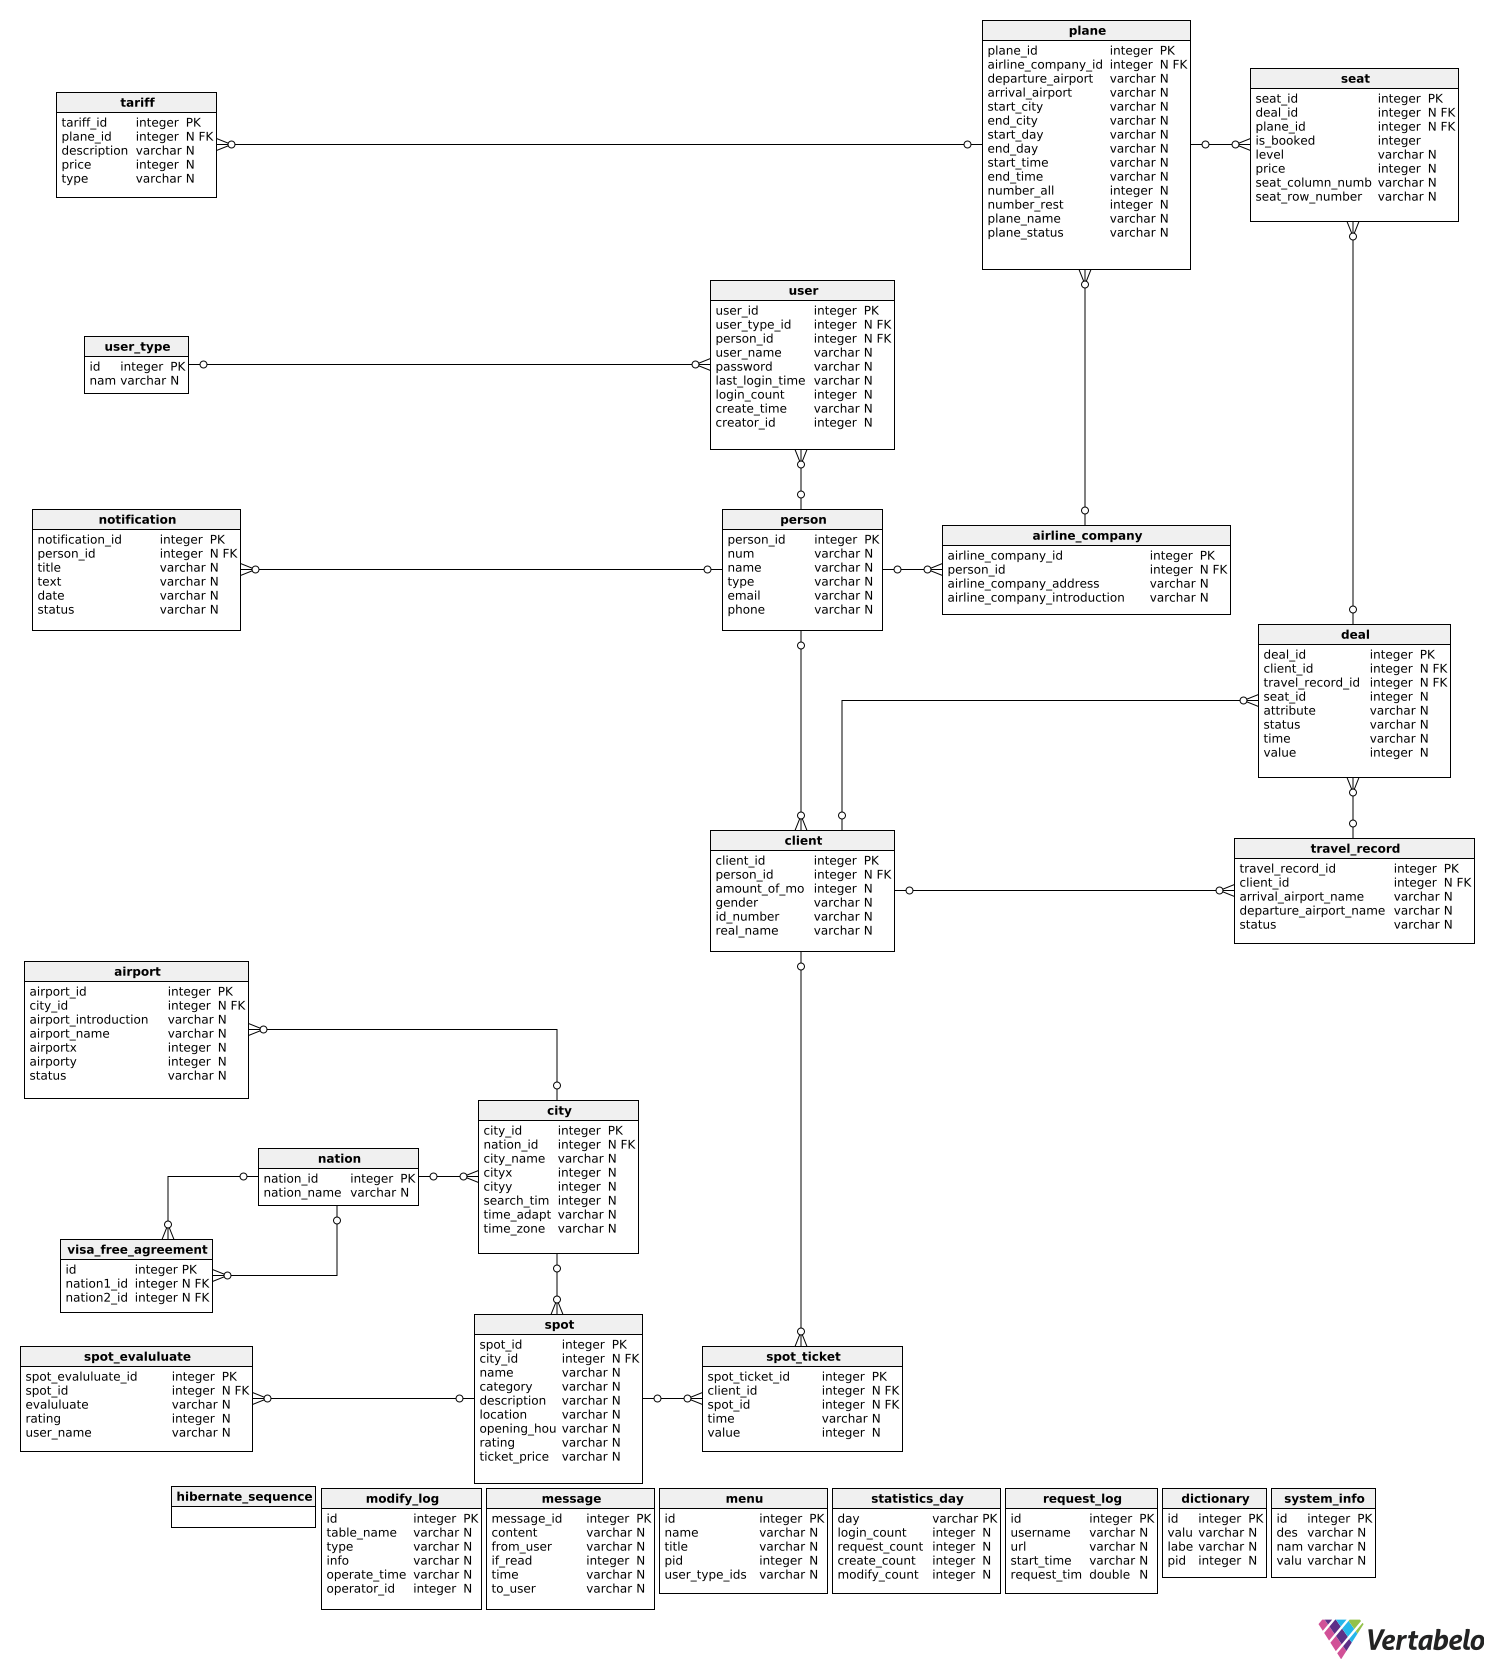 plane
plane_id integer PK
airline_company_id integer N FK
departure_airport varchar N
arrival_airport varchar N
start_city varchar N
end_city varchar N
start_day varchar N
end_day varchar N
start_time varchar N
end_time varchar N
number_all integer N
number_rest integer N
plane_name varchar N
plane_status varchar N
seat
seat_id integer PK
deal_id integer N FK
plane_id integer N FK
is_booked integer
level varchar N
price integer N
seat_column_numb varchar N
seat_row_number varchar N
tariff
tariff_id integer PK
plane_id integer N FK
description varchar N
price integer N
type varchar N
user
user_id integer PK
user_type_id integer N FK
person_id integer N FK
user_name varchar N
password varchar N
last_login_time varchar N
login_count integer N
create_time varchar N
creator_id integer N
user_type
id integer PK
nam varchar N
notification
notification_id integer PK
person_id integer N FK
title varchar N
text varchar N
date varchar N
status varchar N
person
person_id integer PK
num varchar N
name varchar N
type varchar N
email varchar N
phone varchar N
airline_company
airline_company_id integer PK
person_id integer N FK
airline_company_address varchar N
airline_company_introduction varchar N
deal
deal_id integer PK
client_id integer N FK
travel_record_id integer N FK
seat_id integer N
attribute varchar N
status varchar N
time varchar N
value integer N
client
client_id integer PK
person_id integer N FK
amount_of_mo integer N
gender varchar N
id_number varchar N
real_name varchar N
travel_record
travel_record_id integer PK
client_id integer N FK
arrival_airport_name varchar N
departure_airport_name varchar N
status varchar N
airport
airport_id integer PK
city_id integer N FK
airport_introduction varchar N
airport_name varchar N
airportx integer N
airporty integer N
status varchar N
city
city_id integer PK
nation_id integer N FK
city_name varchar N
cityx integer N
cityy integer N
search_tim integer N
time_adapt varchar N
time_zone varchar N
nation
nation_id integer PK
nation_name varchar N
visa_free_agreement
id integer PK
nation1_id integer N FK
nation2_id integer N FK
spot
spot_id integer PK
city_id integer N FK
name varchar N
category varchar N
description varchar N
location varchar N
opening_hou varchar N
rating varchar N
ticket_price varchar N
spot_evaluluate
spot_evaluluate_id integer PK
spot_id integer N FK
evaluluate varchar N
rating integer N
user_name varchar N
spot_ticket
spot_ticket_id integer PK
client_id integer N FK
spot_id integer N FK
time varchar N
value integer N
hibernate_sequence
modify_log
id integer PK
table_name varchar N
type varchar N
info varchar N
operate_time varchar N
operator_id integer N
message
message_id integer PK
content varchar N
from_user varchar N
if_read integer N
time varchar N
to_user varchar N
menu
id integer PK
name varchar N
title varchar N
pid integer N
user_type_ids varchar N
statistics_day
day varchar PK
login_count integer N
request_count integer N
create_count integer N
modify_count integer N
request_log
id integer PK
username varchar N
url varchar N
start_time varchar N
request_tim double N
dictionary
id integer PK
valu varchar N
labe varchar N
pid integer N
system_info
id integer PK
des varchar N
nam varchar N
valu varchar N
Vertabelo